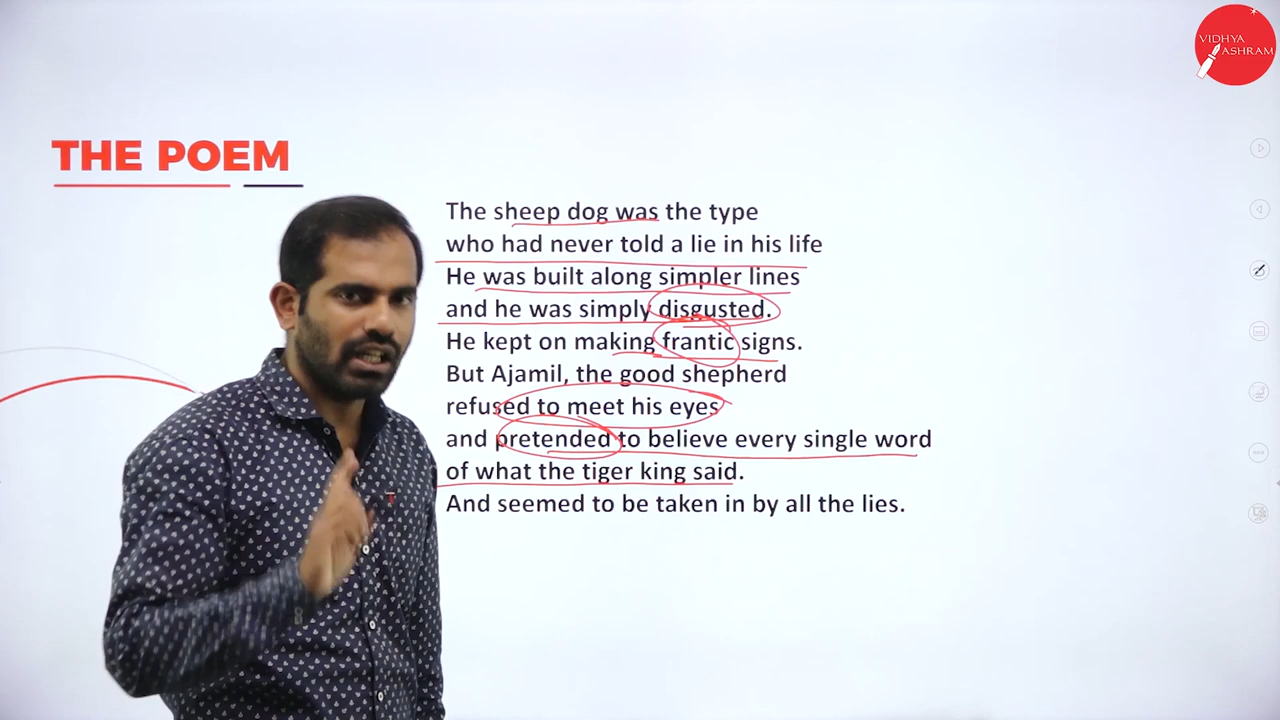 VIDHYA
ASHRAM
THE POEM
The sheep dog was the type
who had never told a lie in his life
He was built along simpler lines
and he was simply disgusted.
He kept on making frantic signs.
But Ajamil, the good shepherd
refused to meet his eyes
and pretended to believe every single word
of what the tiger king said.
And seemed to be taken in by all the lies.